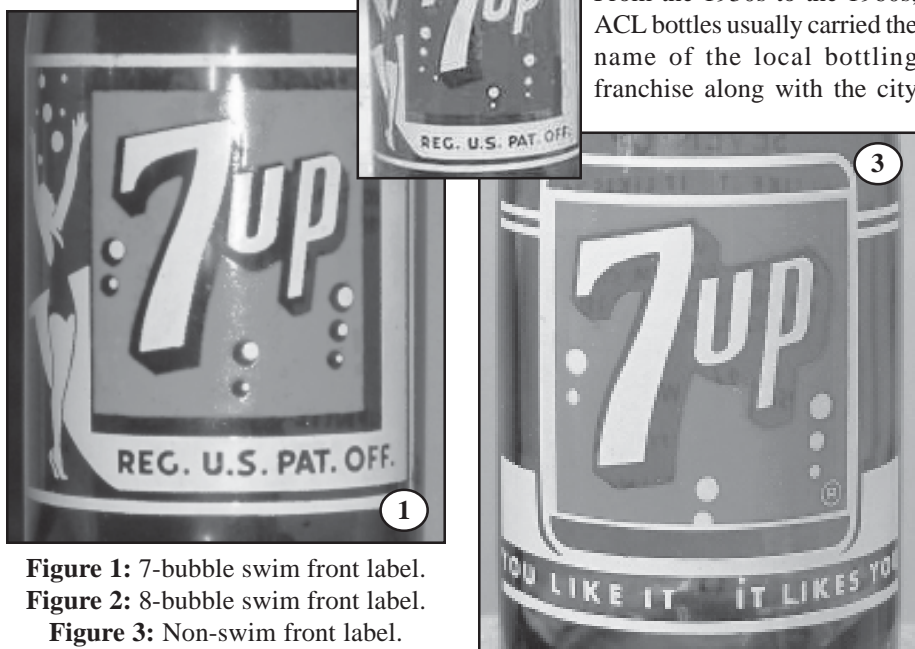 ACL bottles usually carried the
name of the local bottling
franchise along with the city
7up
REG. U.S. PAT. OFF.
7up
REG. U.S. PAT. OFF.
1
3
7up
®
YOU LIKE IT iT LIKES YO
Figure 1: 7-bubble swim front label.
Figure 2: 8-bubble swim front label.
Figure 3: Non-swim front label.